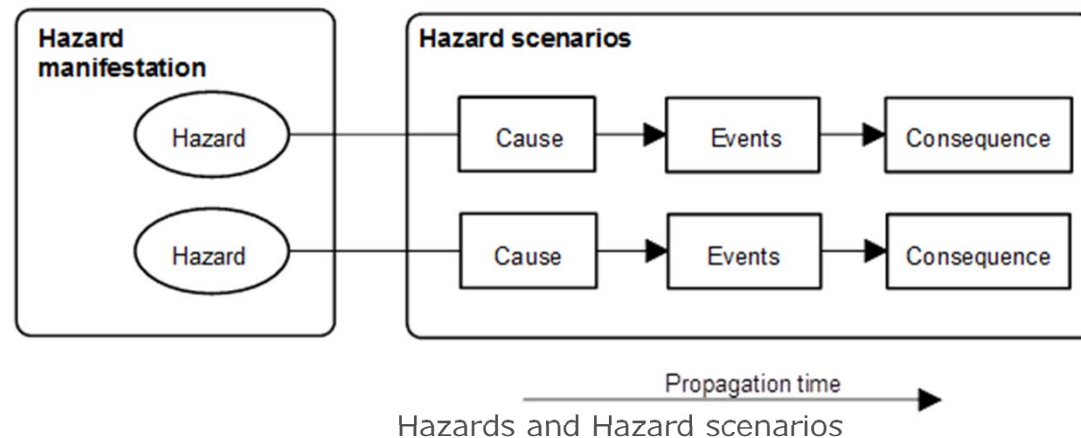 Hazard
manifestation
Hazard scenarios
Hazard
Cause
Events
Consequence
Hazard
Cause
Events
Consequence
Propagation time
Hazards and Hazard scenarios